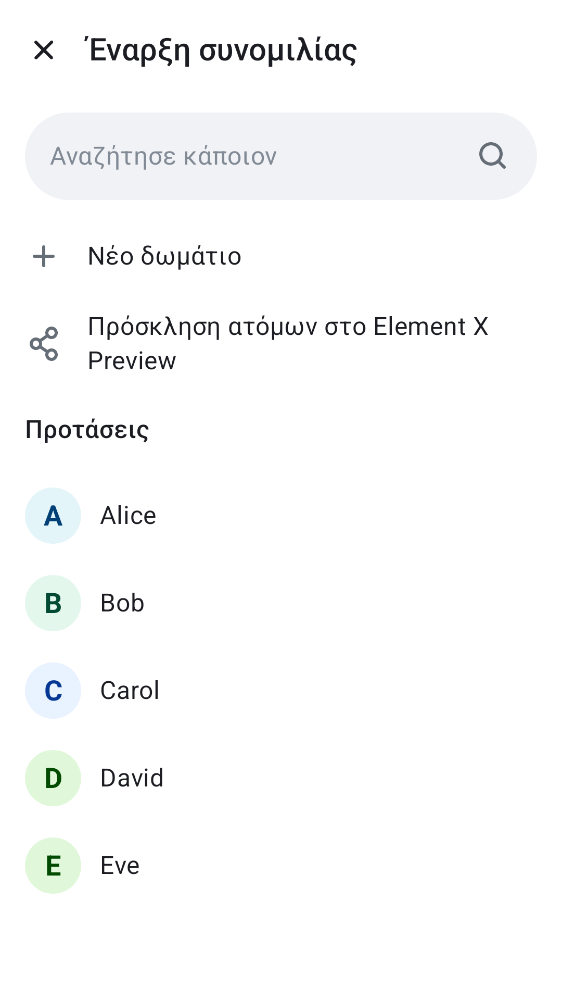 Έναρξη συνομιλίας
Αναζήτησε κάποιον
Νέο δωμάτιο
Πρόσκληση ατόμων στο Element X
Preview
Προτάσεις
A Alice
B Bob
C Carol
D David
E Eve